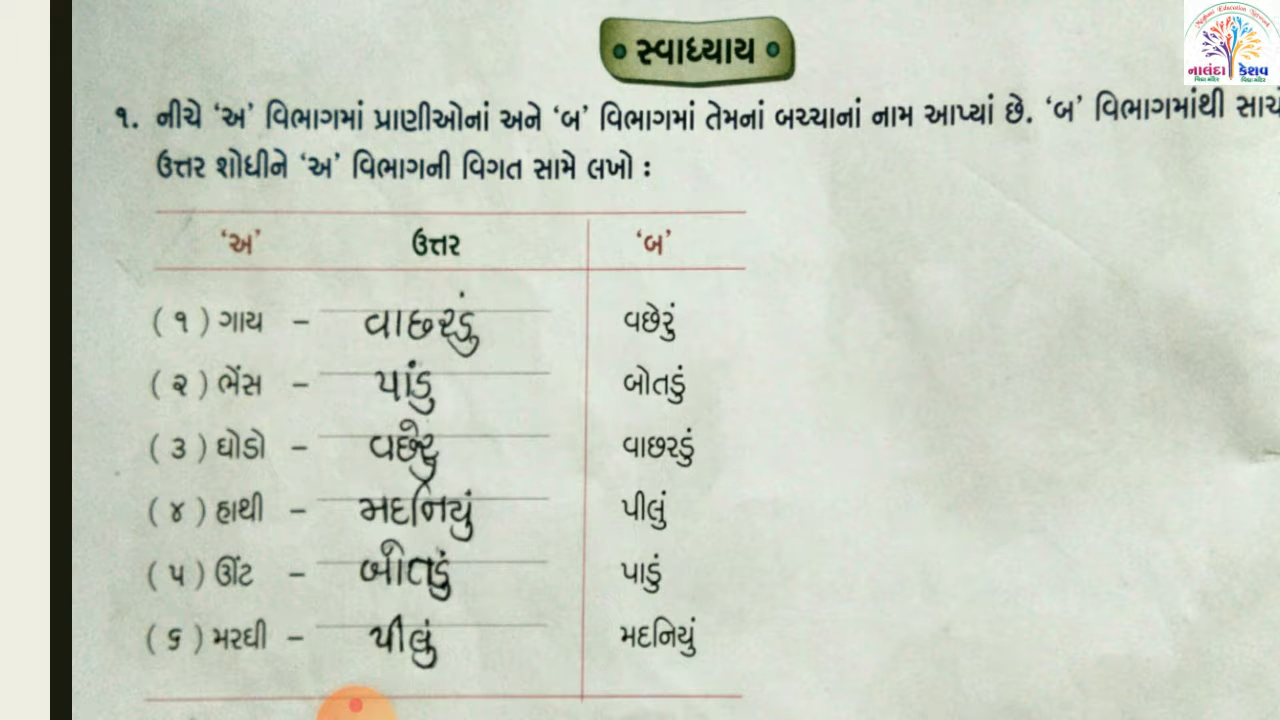 સ્વાધ્યાય
નાલંદા કેશવ
૧. નીચે ‘અ’ વિભાગમાં પ્રાણીઓનાં અને ‘બ’ વિભાગમાં તેમનાં બચ્ચાનાં નામ આપ્યાં છે. ‘બ’ વિભાગમાંથી સાચો
ઉત્તર શોધીને ‘અ’ વિભાગની વિગત સામે લખો :
‘અ’ ઉત્તર ‘બ’
(૧) ગાય – વાછરડું વછેરું
(૨) ભેંસ – પાંડુ બોતડું
(૩) ઘોડો – વછેરુ વાછરડું
(૪) હાથી – મદનિયું પીલું
(૫) ઊંટ – બોતડું પાડું
(૬) મરઘી – પીલું મદનિયું